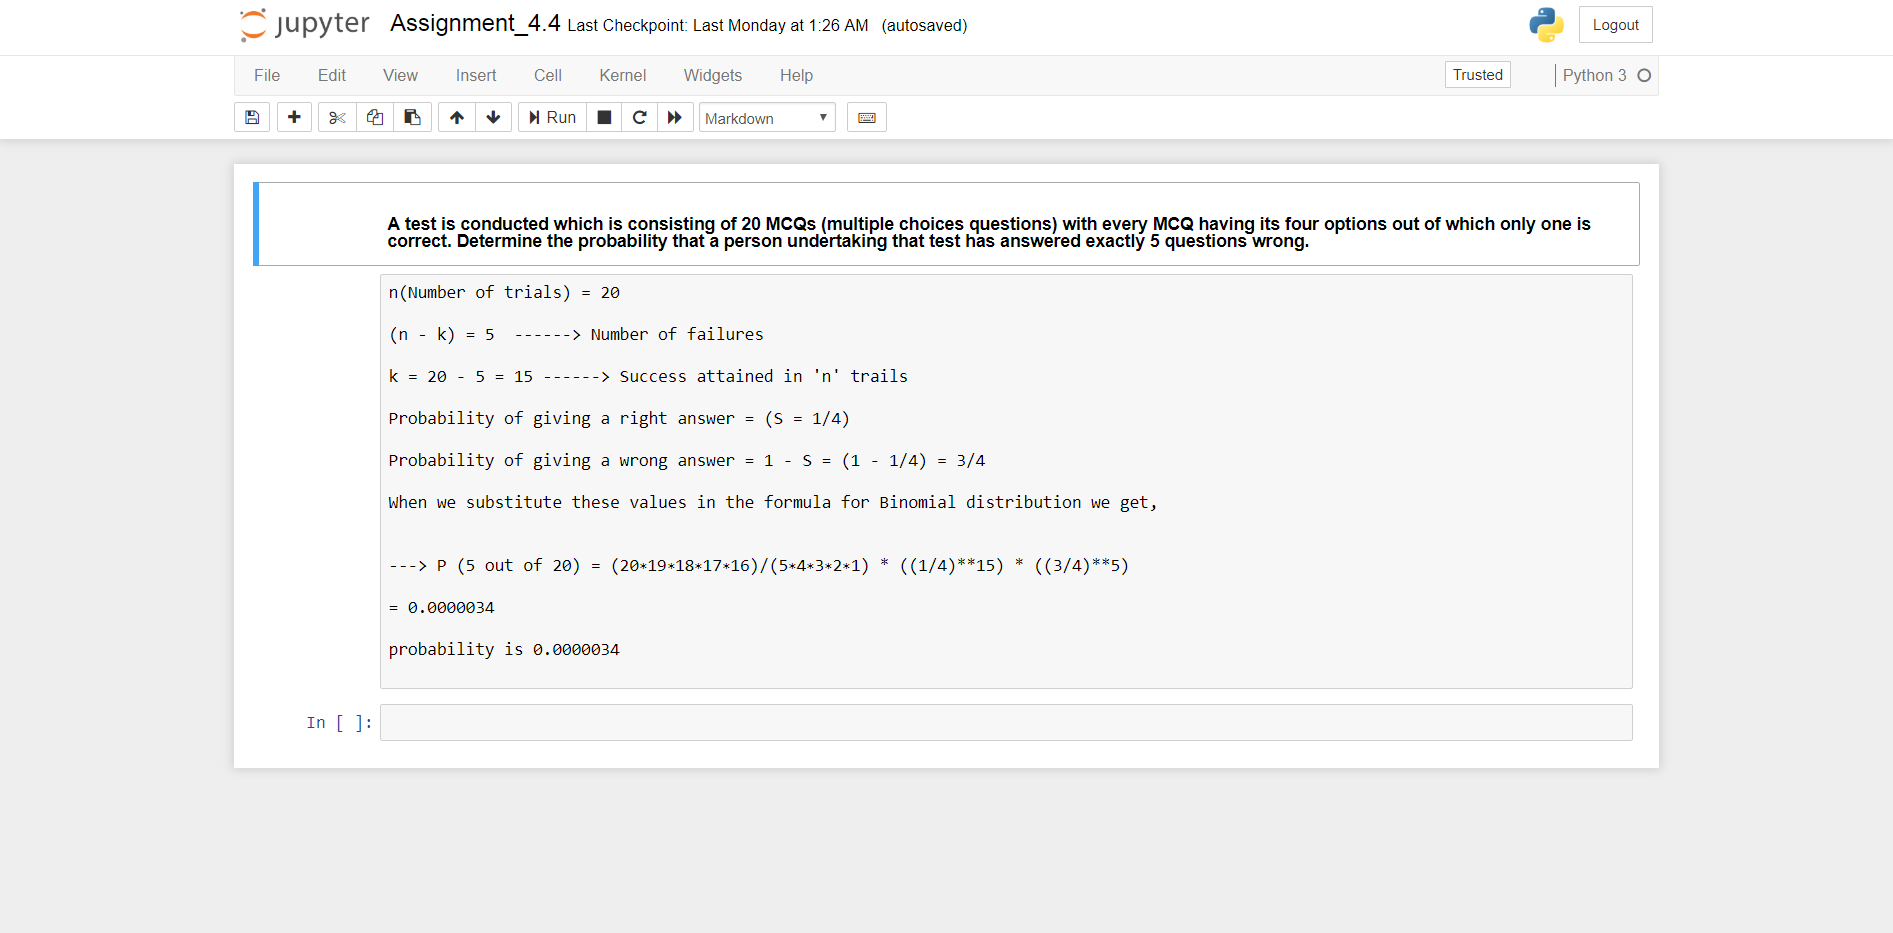 jupyter Assignment_4.4 Last Checkpoint: Last Monday at 1:26 AM (autosaved) Logout
File Edit View Insert Cell Kernel Widgets Help Trusted Python 3
Run Markdown
A test is conducted which is consisting of 20 MCQs (multiple choices questions) with every MCQ having its four options out of which only one is
correct. Determine the probability that a person undertaking that test has answered exactly 5 questions wrong.
n(Number of trials) = 20
(n - k) = 5  ------> Number of failures
k = 20 - 5 = 15 ------> Success attained in 'n' trails
Probability of giving a right answer = (S = 1/4)
Probability of giving a wrong answer = 1 - S = (1 - 1/4) = 3/4
When we substitute these values in the formula for Binomial distribution we get,
---> P (5 out of 20) = (20*19*18*17*16)/(5*4*3*2*1) * ((1/4)**15) * ((3/4)**5)
= 0.0000034
probability is 0.0000034
In [ ]: